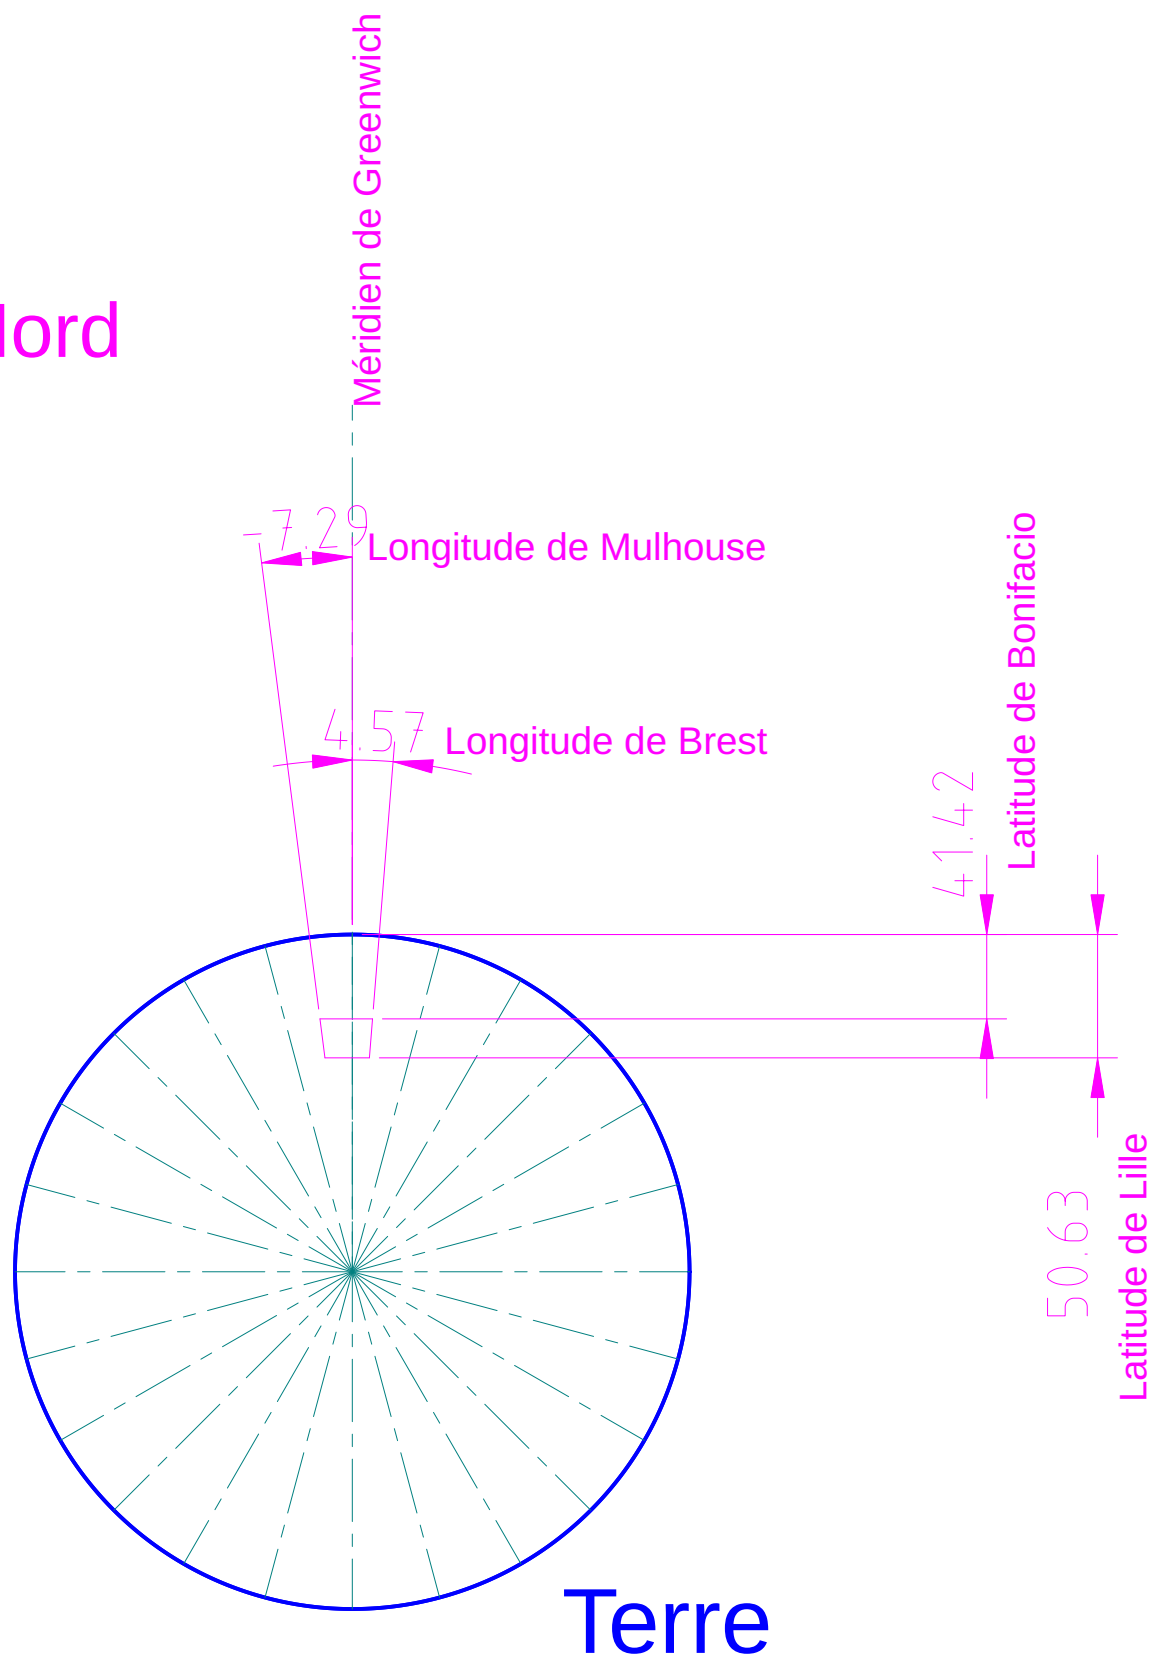 Méridien de Greenwich
lord
-7.29
Longitude de Mulhouse
4.57
Longitude de Brest
Latitude de Bonifacio
41.42
50.63
Latitude de Lille
Terre